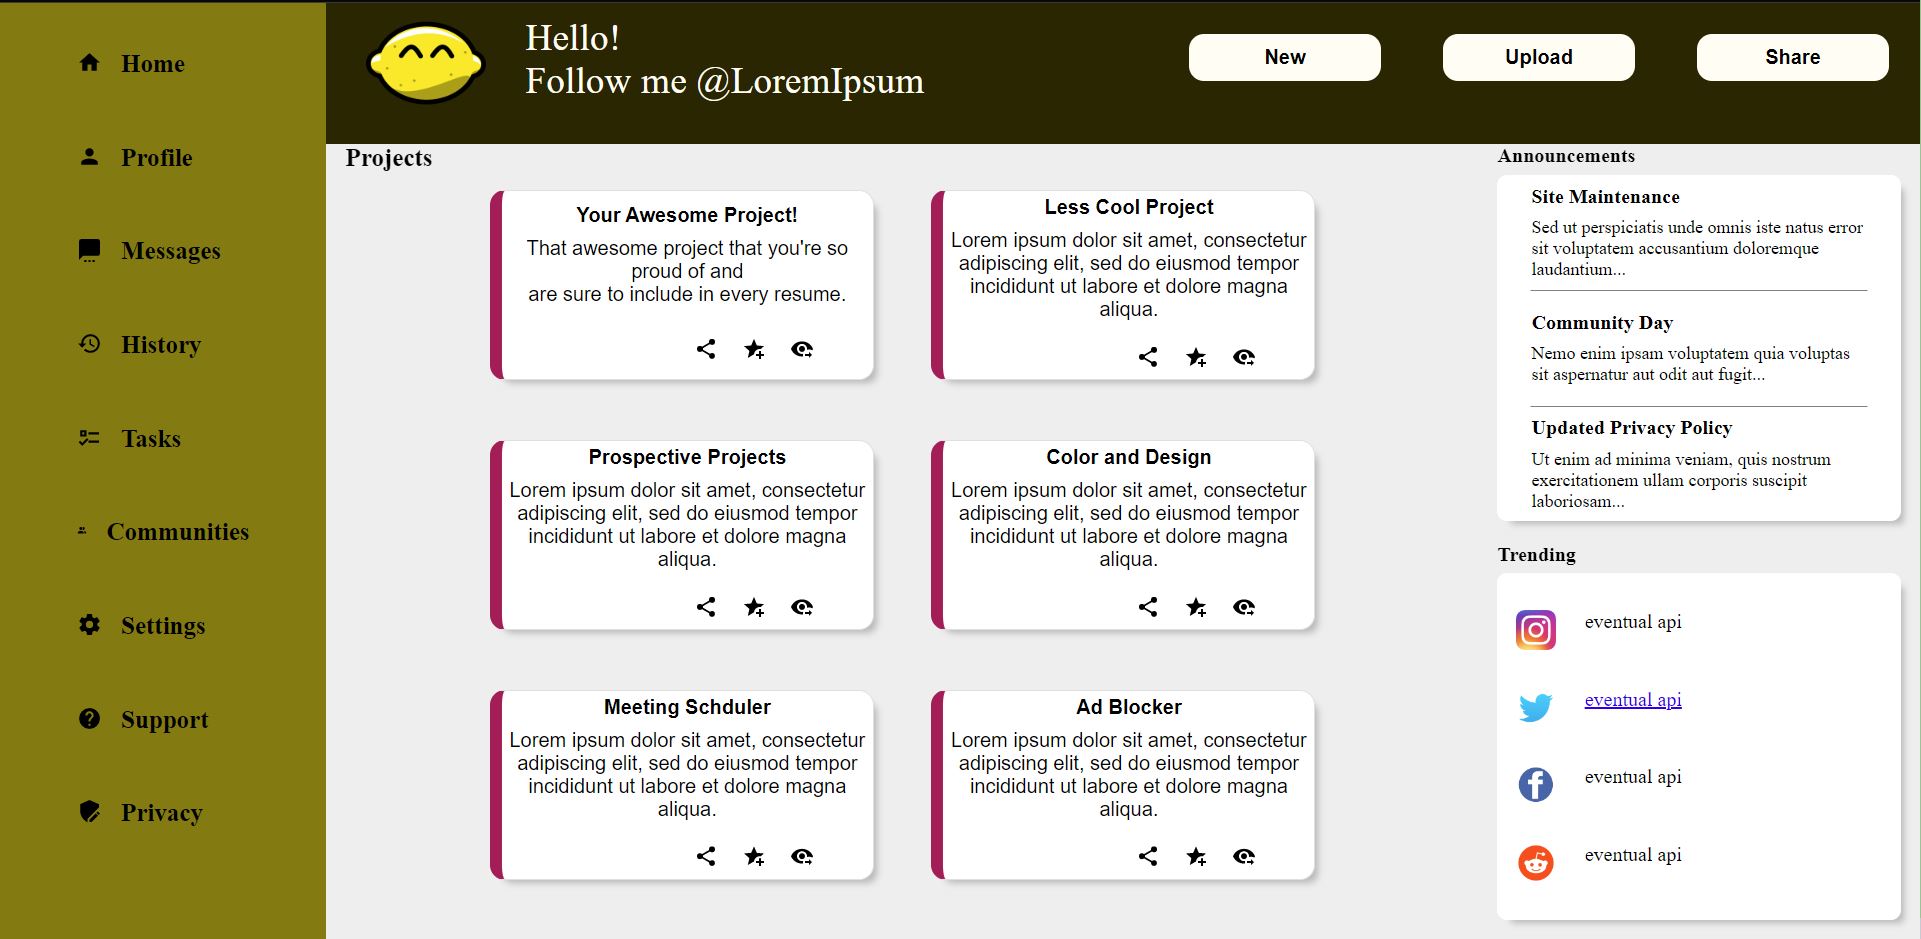 Home
Profile
Messages
History
Tasks
Communities
Settings
Support
Privacy
Hello!
Follow me @LoremIpsum
New
Upload
Share
Projects
Your Awesome Project!
That awesome project that you're so
proud of and
are sure to include in every resume.
Less Cool Project
Lorem ipsum dolor sit amet, consectetur
adipiscing elit, sed do eiusmod tempor
incididunt ut labore et dolore magna
aliqua.
Prospective Projects
Lorem ipsum dolor sit amet, consectetur
adipiscing elit, sed do eiusmod tempor
incididunt ut labore et dolore magna
aliqua.
Color and Design
Lorem ipsum dolor sit amet, consectetur
adipiscing elit, sed do eiusmod tempor
incididunt ut labore et dolore magna
aliqua.
Meeting Schduler
Lorem ipsum dolor sit amet, consectetur
adipiscing elit, sed do eiusmod tempor
incididunt ut labore et dolore magna
aliqua.
Ad Blocker
Lorem ipsum dolor sit amet, consectetur
adipiscing elit, sed do eiusmod tempor
incididunt ut labore et dolore magna
aliqua.
Announcements
Site Maintenance
Sed ut perspiciatis unde omnis iste natus error
sit voluptatem accusantium doloremque
laudantium...
Community Day
Nemo enim ipsam voluptatem quia voluptas
sit aspernatur aut odit aut fugit...
Updated Privacy Policy
Ut enim ad minima veniam, quis nostrum
exercitationem ullam corporis suscipit
laboriosam...
Trending
eventual api
eventual api
eventual api
eventual api